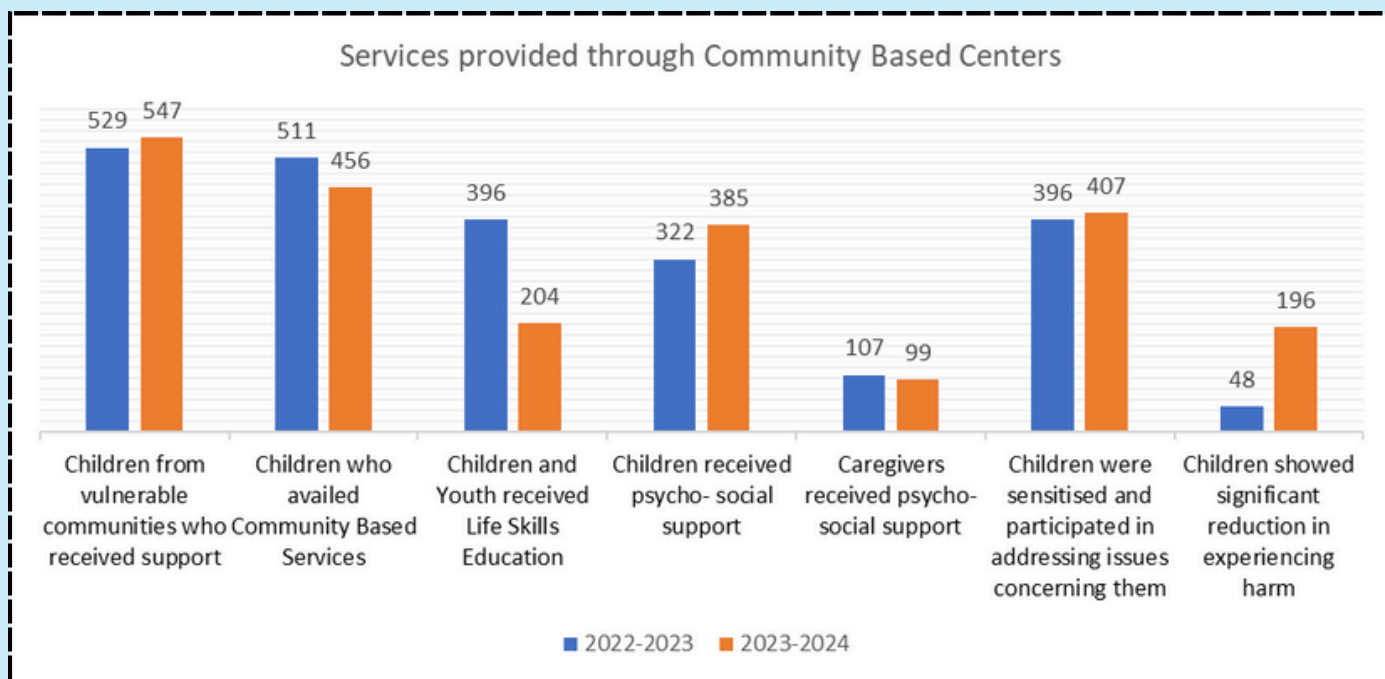 Services provided through Community Based Centers
529
547
511
456
396
204
322
385
107
99
396
407
48
196
Children from
vulnerable
communities who
received support
Children who
availed
Community Based
Services
Children and
Youth received
Life Skills
Education
Children received
psycho- social
support
Caregivers
received psycho-
social support
Children were
sensitised and
participated in
addressing issues
concerning them
Children showed
significant
reduction in
experiencing
harm
2022-2023
2023-2024